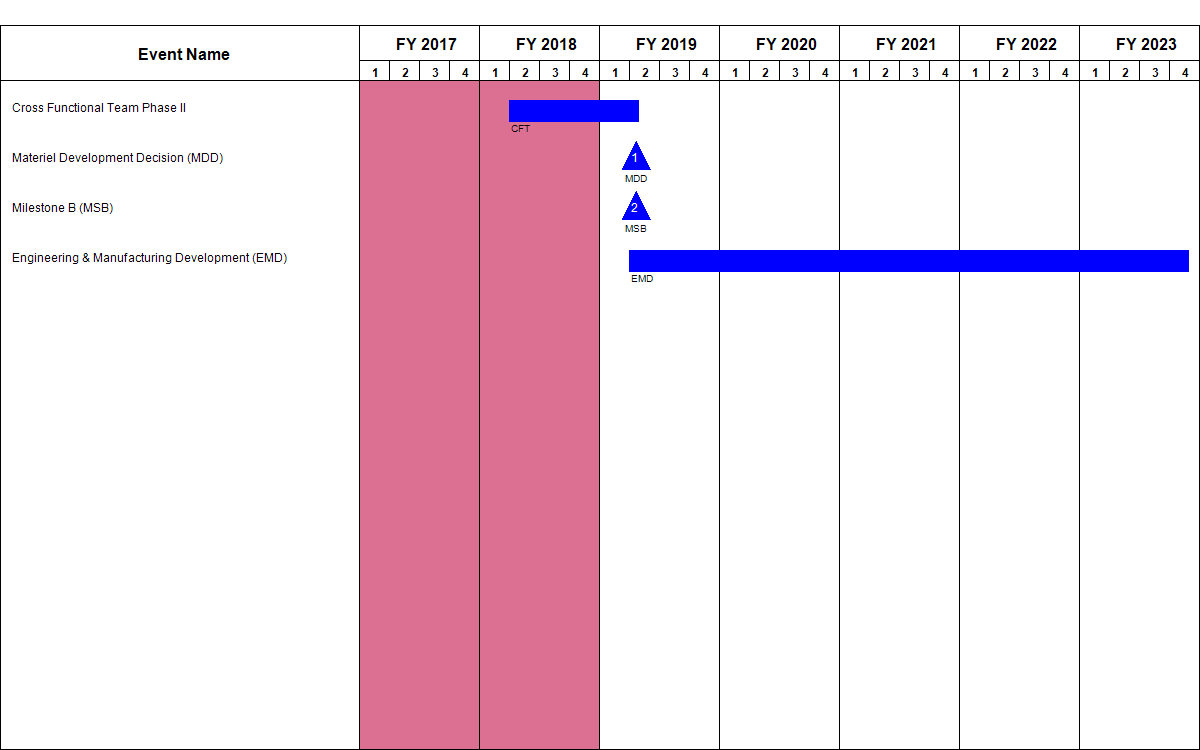 Event Name
FY 2017 FY 2018 FY 2019 FY 2020 FY 2021 FY 2022 FY 2023
1 2 3 4 1 2 3 4 1 2 3 4 1 2 3 4 1 2 3 4 1 2 3 4 1 2 3 4
Cross Functional Team Phase II
CFT
Materiel Development Decision (MDD)
1
MDD
Milestone B (MSB)
2
MSB
Engineering & Manufacturing Development (EMD)
EMD